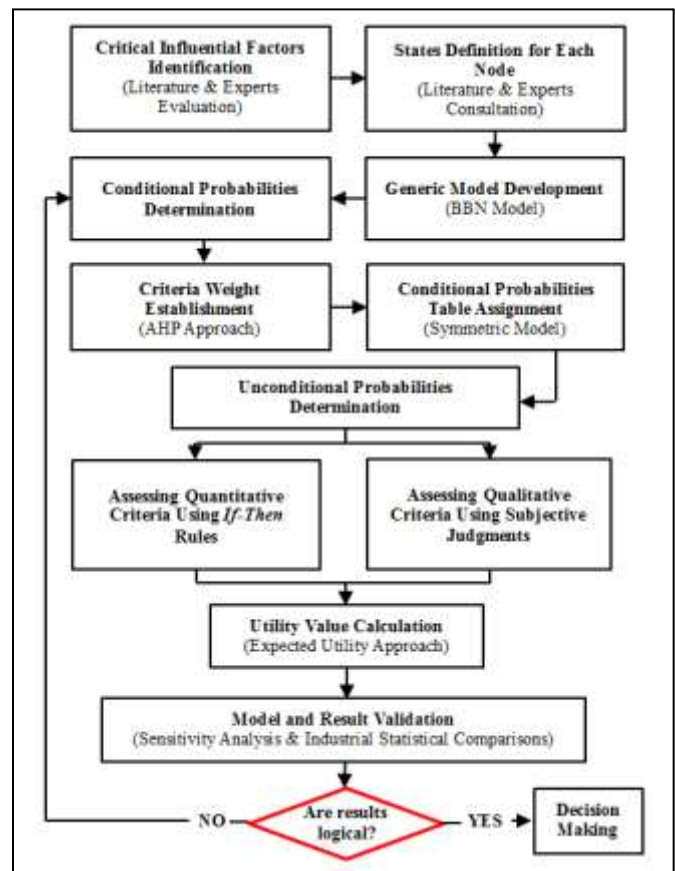 Critical Influential Factors
Identification
(Literature & Experts
Evaluation)
States Definition for Each
Node
(Literature & Experts
Consultation)
Generic Model Development
(BBN Model)
Conditional Probabilities
Determination
Criteria Weight
Establishment
(AHP Approach)
Conditional Probabilities
Table Assignment
(Symmetric Model)
Unconditional Probabilities
Determination
Assessing Quantitative
Criteria Using If-Then
Rules
Assessing Qualitative
Criteria Using Subjective
Judgments
Utility Value Calculation
(Expected Utility Approach)
Model and Result Validation
(Sensitivity Analysis & Industrial Statistical Comparisons)
Are results
logical?
NO
YES
Decision
Making